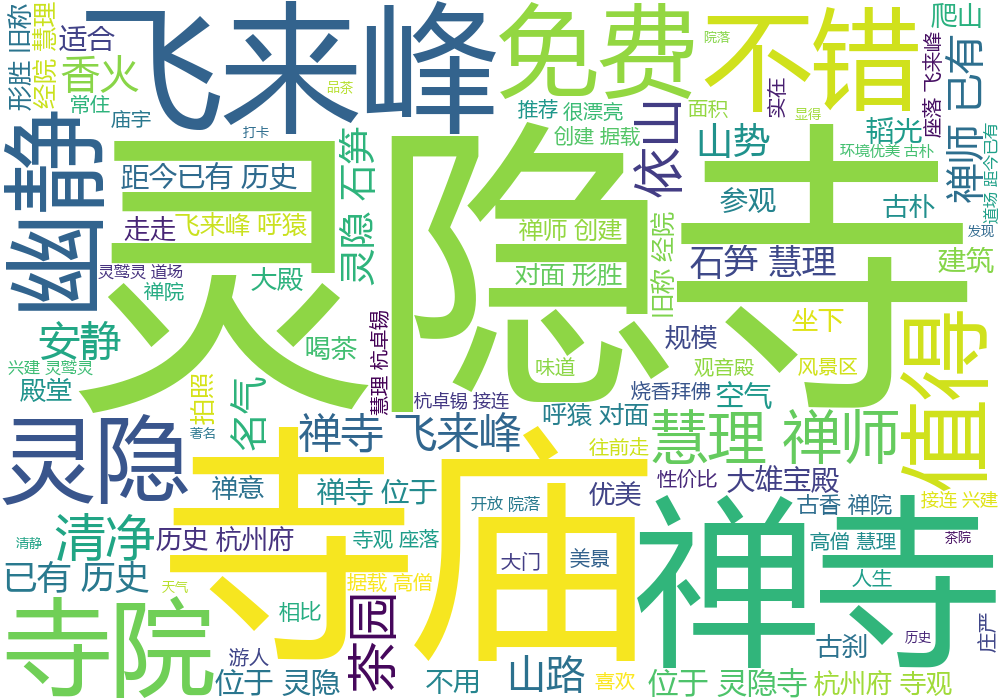 形胜 旧称
经院 慧理
适合
飞来峰
免费
不错
院落
爬山
香火
常住
庙宇
品茶
打卡
推荐
很漂亮
面积
实在
显得
已有
座落 飞来峰
幽静
灵隐寺
距今已有 历史
灵隐 石笋
创建 据载
依山
山势
韬光
环境优美 古朴
禅师
道场 距今已有
走走
飞来峰 呼猿
禅师 创建
参观
古朴
发现
灵鹫灵 道场
禅院
大殿
对面 形胜
旧称 经院
石笋 慧理
建筑
安静
喝茶
慧理 杭卓锡
规模
坐下
值得
兴建 灵鹫灵
殿堂
拍照
名气
味道
观音殿
风景区
著名
杭卓锡 接连
烧香拜佛
空气
呼猿 对面
灵隐
禅寺 飞来峰
慧理 禅师
往前走
寺庙
禅意
禅寺 位于
性价比
大雄宝殿
优美
古香 禅院
接连 兴建
开放 院落
禅寺
清静
清净
历史 杭州府
寺观 座落
高僧 慧理
茶院
已有 历史
天气
大门
美景
据载 高僧
人生
寺院
相比
茶园
历史
庄严
古刹
游人
位于 灵隐
不用
山路
喜欢
位于 灵隐寺
杭州府 寺观